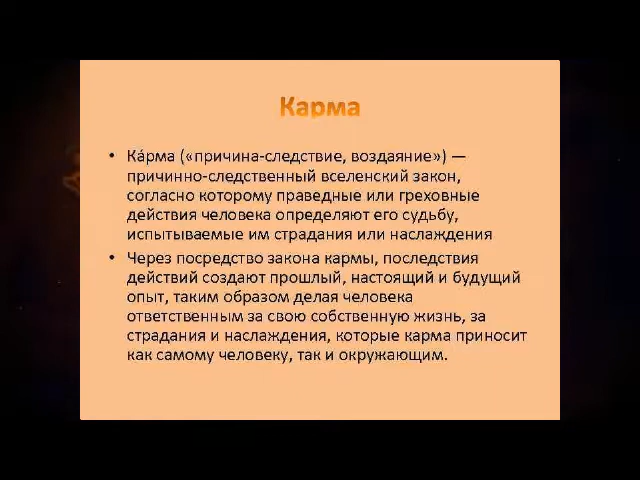 Карма
• Ка́рма («причина-следствие, воздаяние») —
причинно-следственный вселенский закон,
согласно которому праведные или греховные
действия человека определяют его судьбу,
испытываемые им страдания или наслаждения
• Через посредство закона кармы, последствия
действий создают прошлый, настоящий и будущий
опыт, таким образом делая человека
ответственным за свою собственную жизнь, за
страдания и наслаждения, которые карма приносит
как самому человеку, так и окружающим.